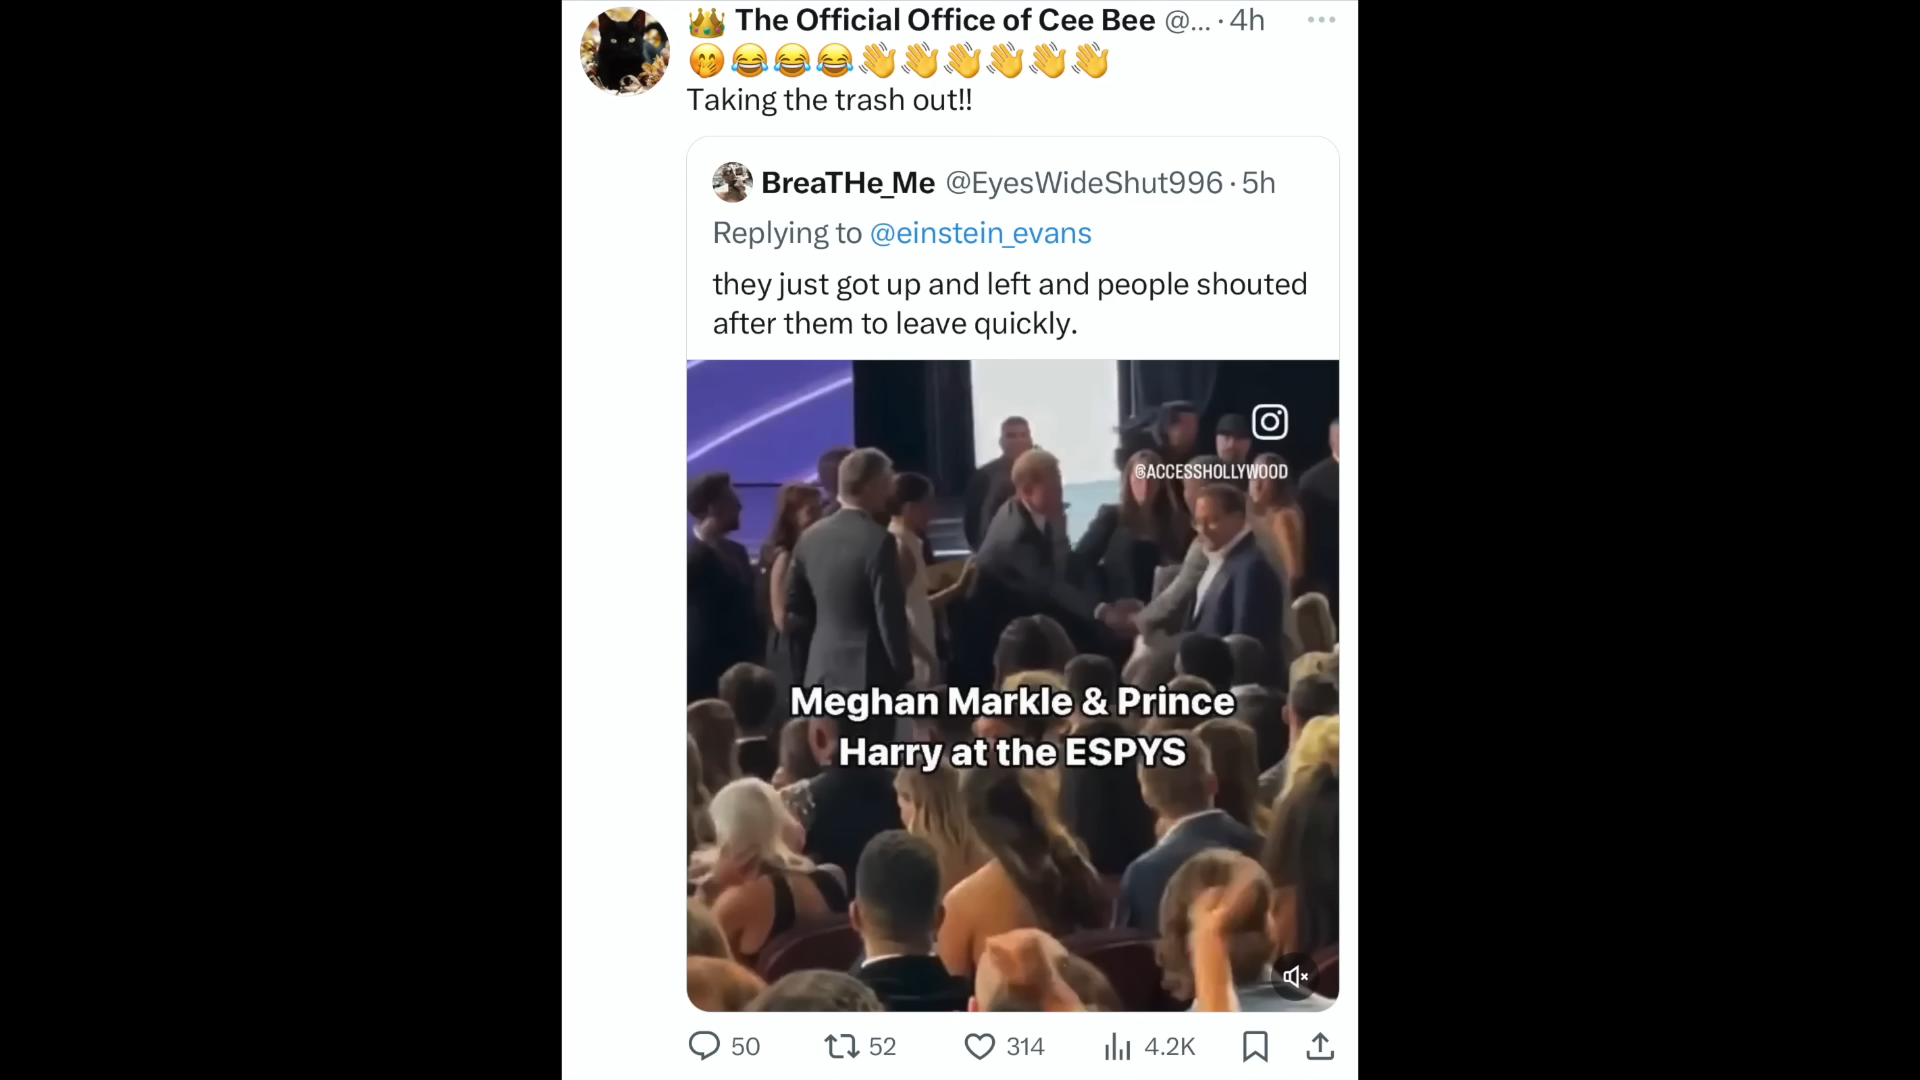 👑 The Official Office of Cee Bee @... · 4h
🤭😂😂😂👋👋👋👋👋👋
Taking the trash out!!
BreaTHe_Me @EyesWideShut996 · 5h
Replying to @einstein_evans
they just got up and left and people shouted
after them to leave quickly.
@ACCESSHOLLYWOOD
Meghan Markle & Prince
Harry at the ESPYS
50 52 314 4.2K